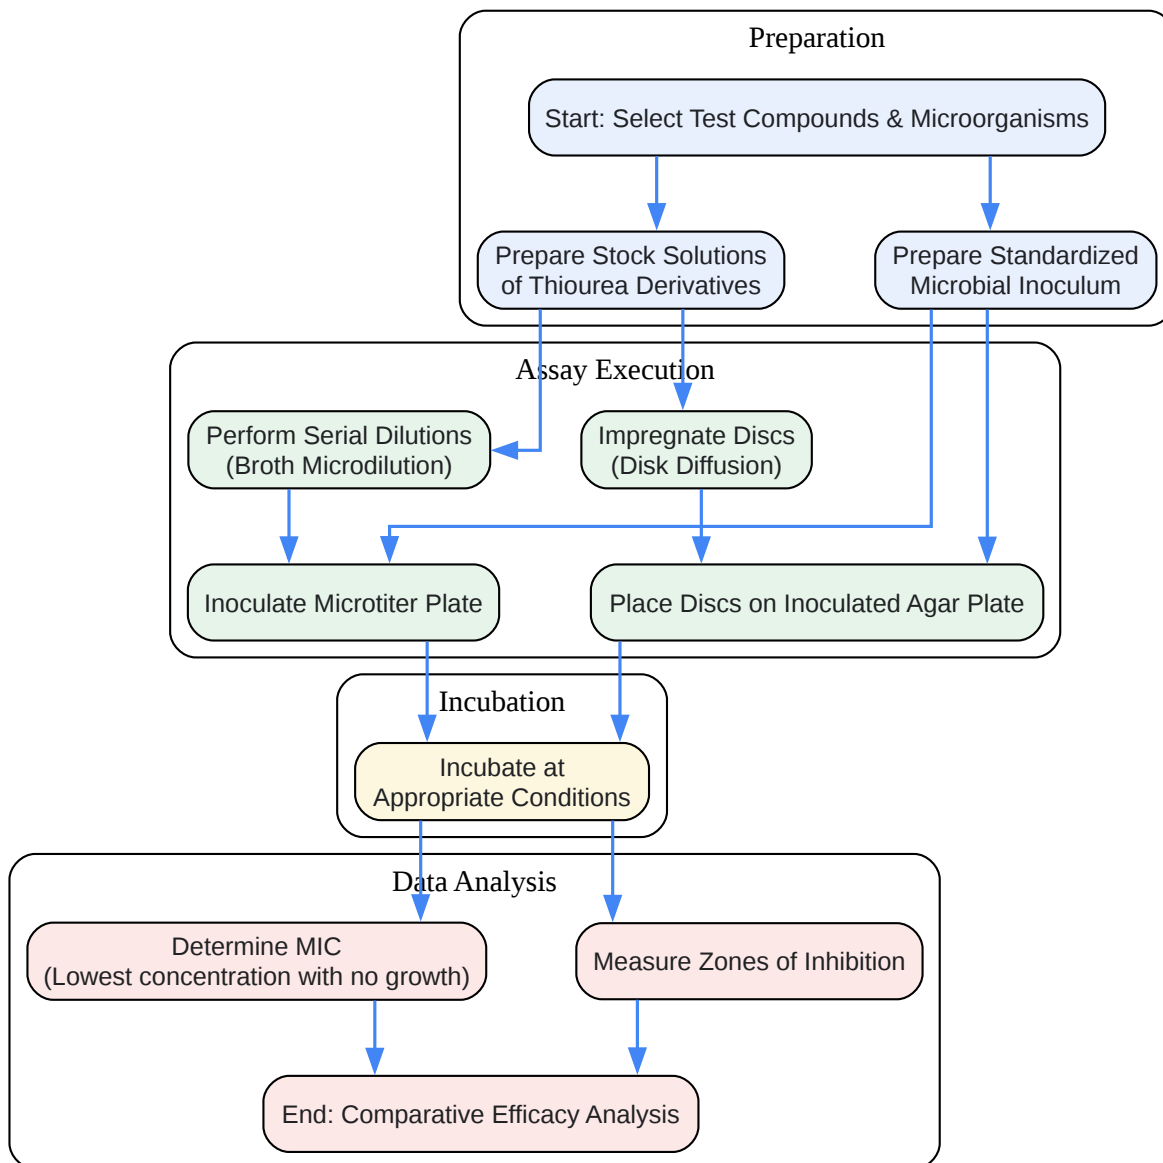 Preparation
Start: Select Test Compounds & Microorganisms
Prepare Stock Solutions
of Thiourea Derivatives
Prepare Standardized
Microbial Inoculum
Assay Execution
Perform Serial Dilutions
(Broth Microdilution)
Impregnate Discs
(Disk Diffusion)
Inoculate Microtiter Plate
Place Discs on Inoculated Agar Plate
Incubation
Incubate at
Appropriate Conditions
Data Analysis
Determine MIC
(Lowest concentration with no growth)
Measure Zones of Inhibition
End: Comparative Efficacy Analysis